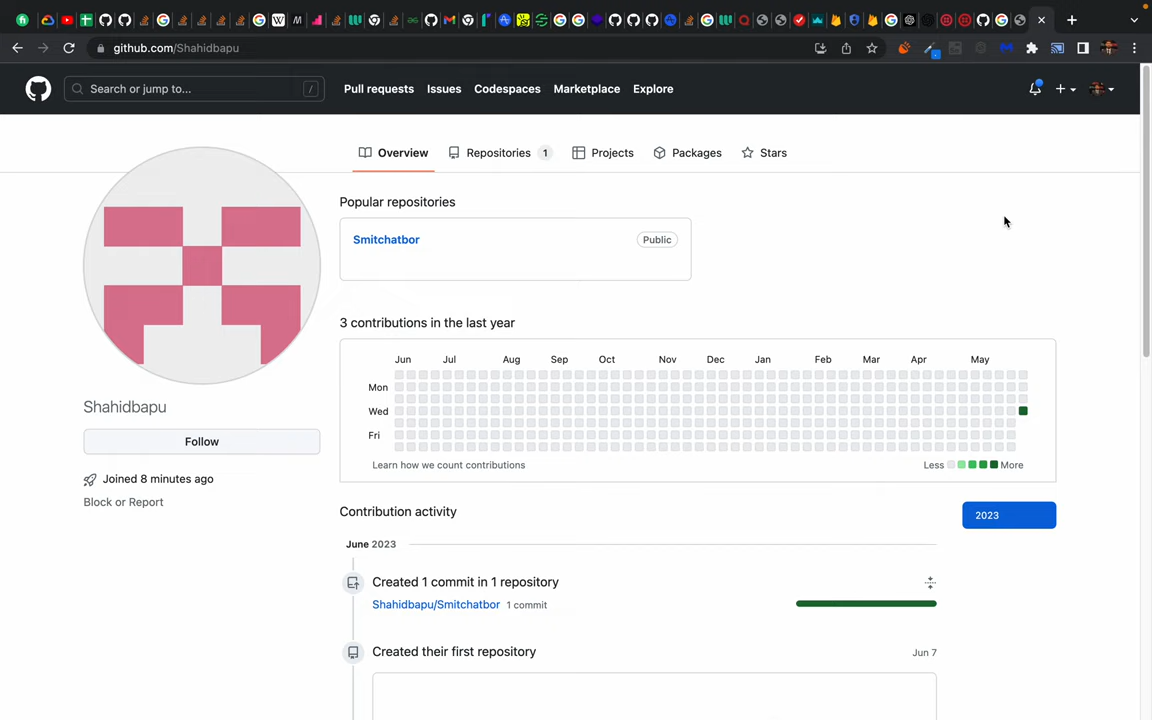 github.com/Shahidbapu
Search or jump to...
/
Pull requests
Issues
Codespaces
Marketplace
Explore
Overview
Repositories 1
Projects
Packages
Stars
Popular repositories
Smitchatbor
Public
3 contributions in the last year
Jun Jul Aug Sep Oct Nov Dec Jan Feb Mar Apr May
Mon
Wed
Fri
Learn how we count contributions
Less More
Shahidbapu
Follow
Joined 8 minutes ago
Block or Report
Contribution activity
2023
June 2023
Created 1 commit in 1 repository
Shahidbapu/Smitchatbor 1 commit
Created their first repository
Jun 7